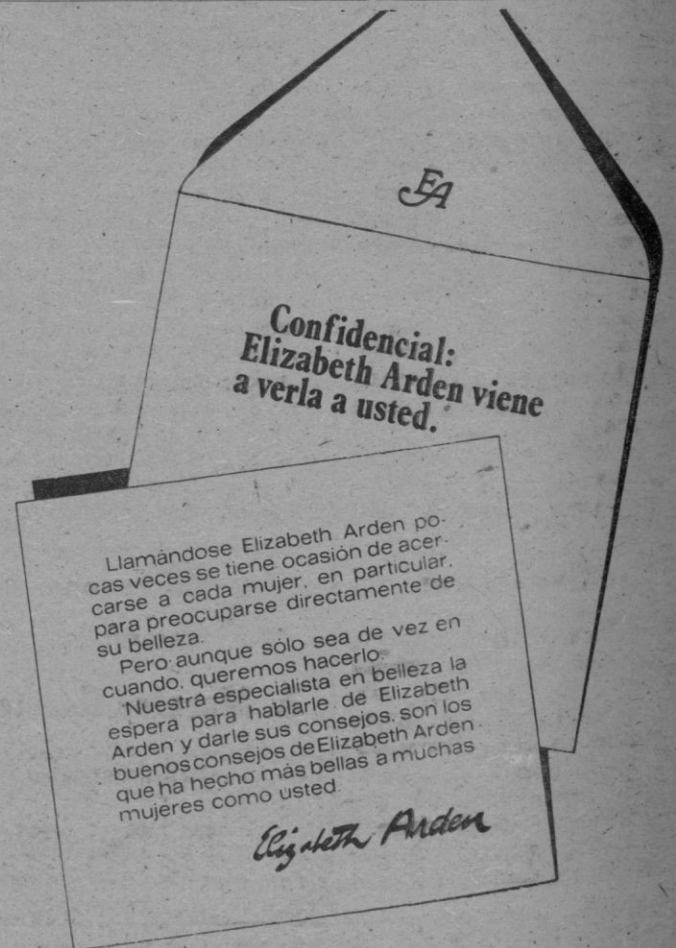 EA
Confidencial:
Elizabeth Arden viene
a verla a usted.
Llamándose Elizabeth Arden po-
cas veces se tiene ocasión de acer-
carse a cada mujer, en particular,
para preocuparse directamente de
su belleza.
Pero aunque sólo sea de vez en
cuando, queremos hacerlo.
Nuestra especialista en belleza la
espera para hablarle de Elizabeth
Arden y darle sus consejos, son los
buenos consejos de Elizabeth Arden
que ha hecho más bellas a muchas
mujeres como usted.
Elizabeth Arden